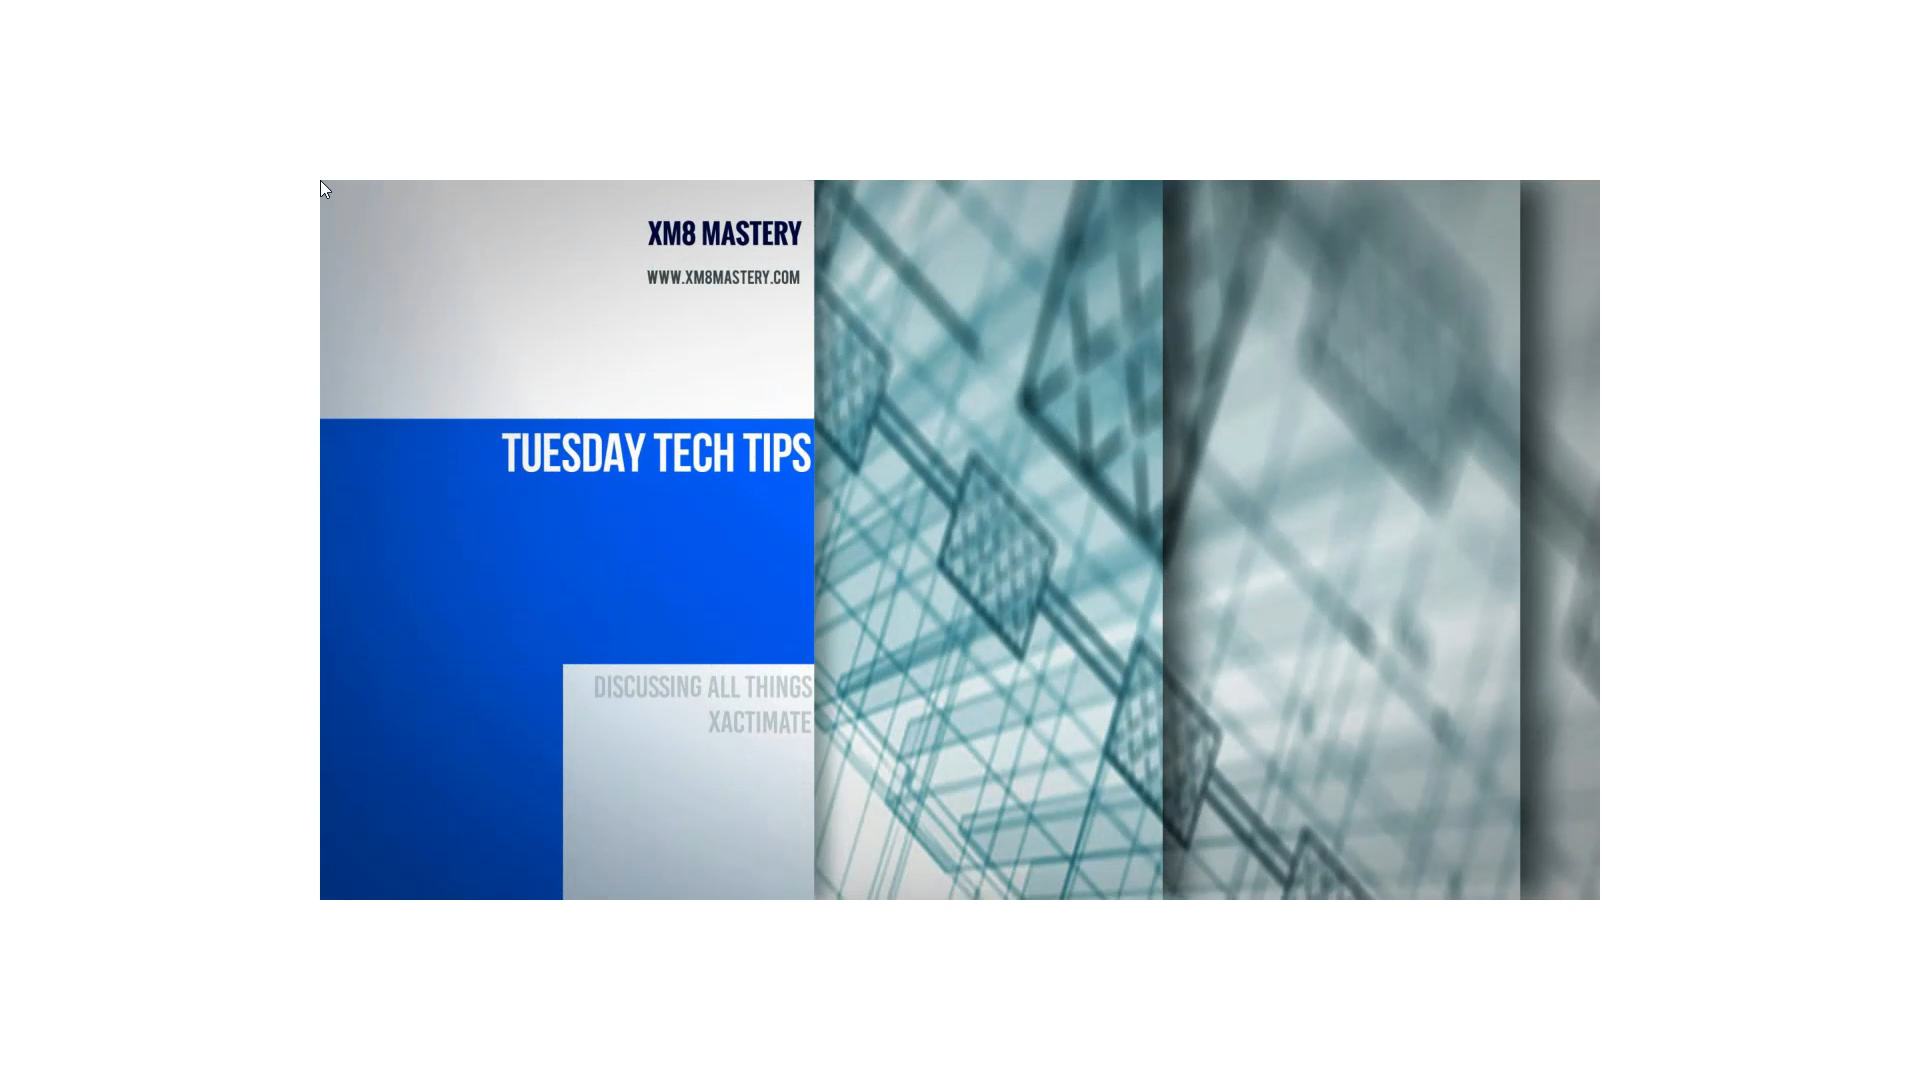 XM8 MASTERY
WWW.XM8MASTERY.COM
TUESDAY TECH TIPS
DISCUSSING ALL THINGS
XACTIMATE